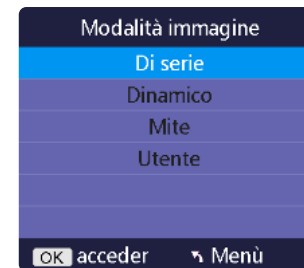 Modalità immagine
Di serie
Dinamico
Mite
Utente
OK acceder Menù